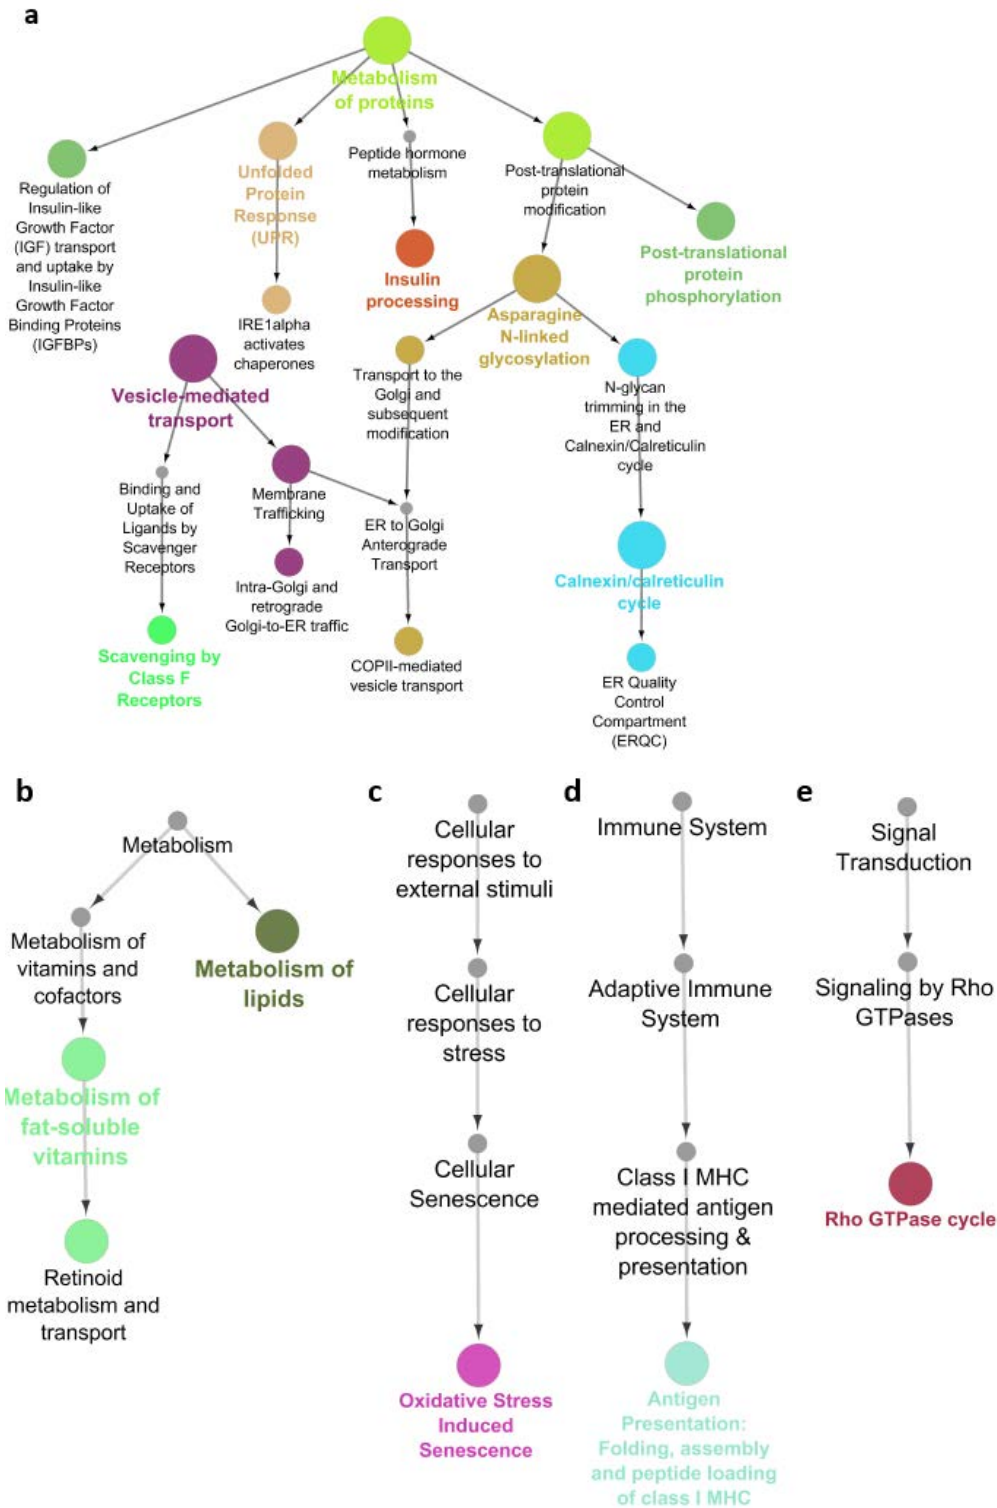 a
Metabolism
of proteins
Regulation of
Insulin-like
Growth Factor
(IGF) transport
and uptake by
Insulin-like
Growth Factor
Binding Proteins
(IGFBPs)
Unfolded
Protein
Response
(UPR)
IRE1alpha
activates
chaperones
Peptide hormone
metabolism
Insulin
processing
Post-translational
protein
modification
Post-translational
protein
phosphorylation
Asparagine
N-linked
glycosylation
Transport to the
Golgi and
subsequent
modification
N-glycan
trimming in the
ER and
Calnexin/Calreticulin
cycle
Vesicle-mediated
transport
Binding and
Uptake of
Ligands by
Scavenger
Receptors
Membrane
Trafficking
ER to Golgi
Anterograde
Transport
Intra-Golgi and
retrograde
Golgi-to-ER traffic
Calnexin/calreticulin
cycle
Scavenging by
Class F
Receptors
COPII-mediated
vesicle transport
ER Quality
Control
Compartment
(ERQC)
b
Metabolism
Metabolism of
vitamins and
cofactors
Metabolism of
lipids
Metabolism of
fat-soluble
vitamins
Retinoid
metabolism and
transport
c
Cellular
responses to
external stimuli
Cellular
responses to
stress
Cellular
Senescence
Oxidative Stress
Induced
Senescence
d
Immune System
Adaptive Immune
System
Class I MHC
mediated antigen
processing &
presentation
Antigen
Presentation:
Folding, assembly
and peptide loading
of class I MHC
e
Signal
Transduction
Signaling by Rho
GTPases
Rho GTPase cycle